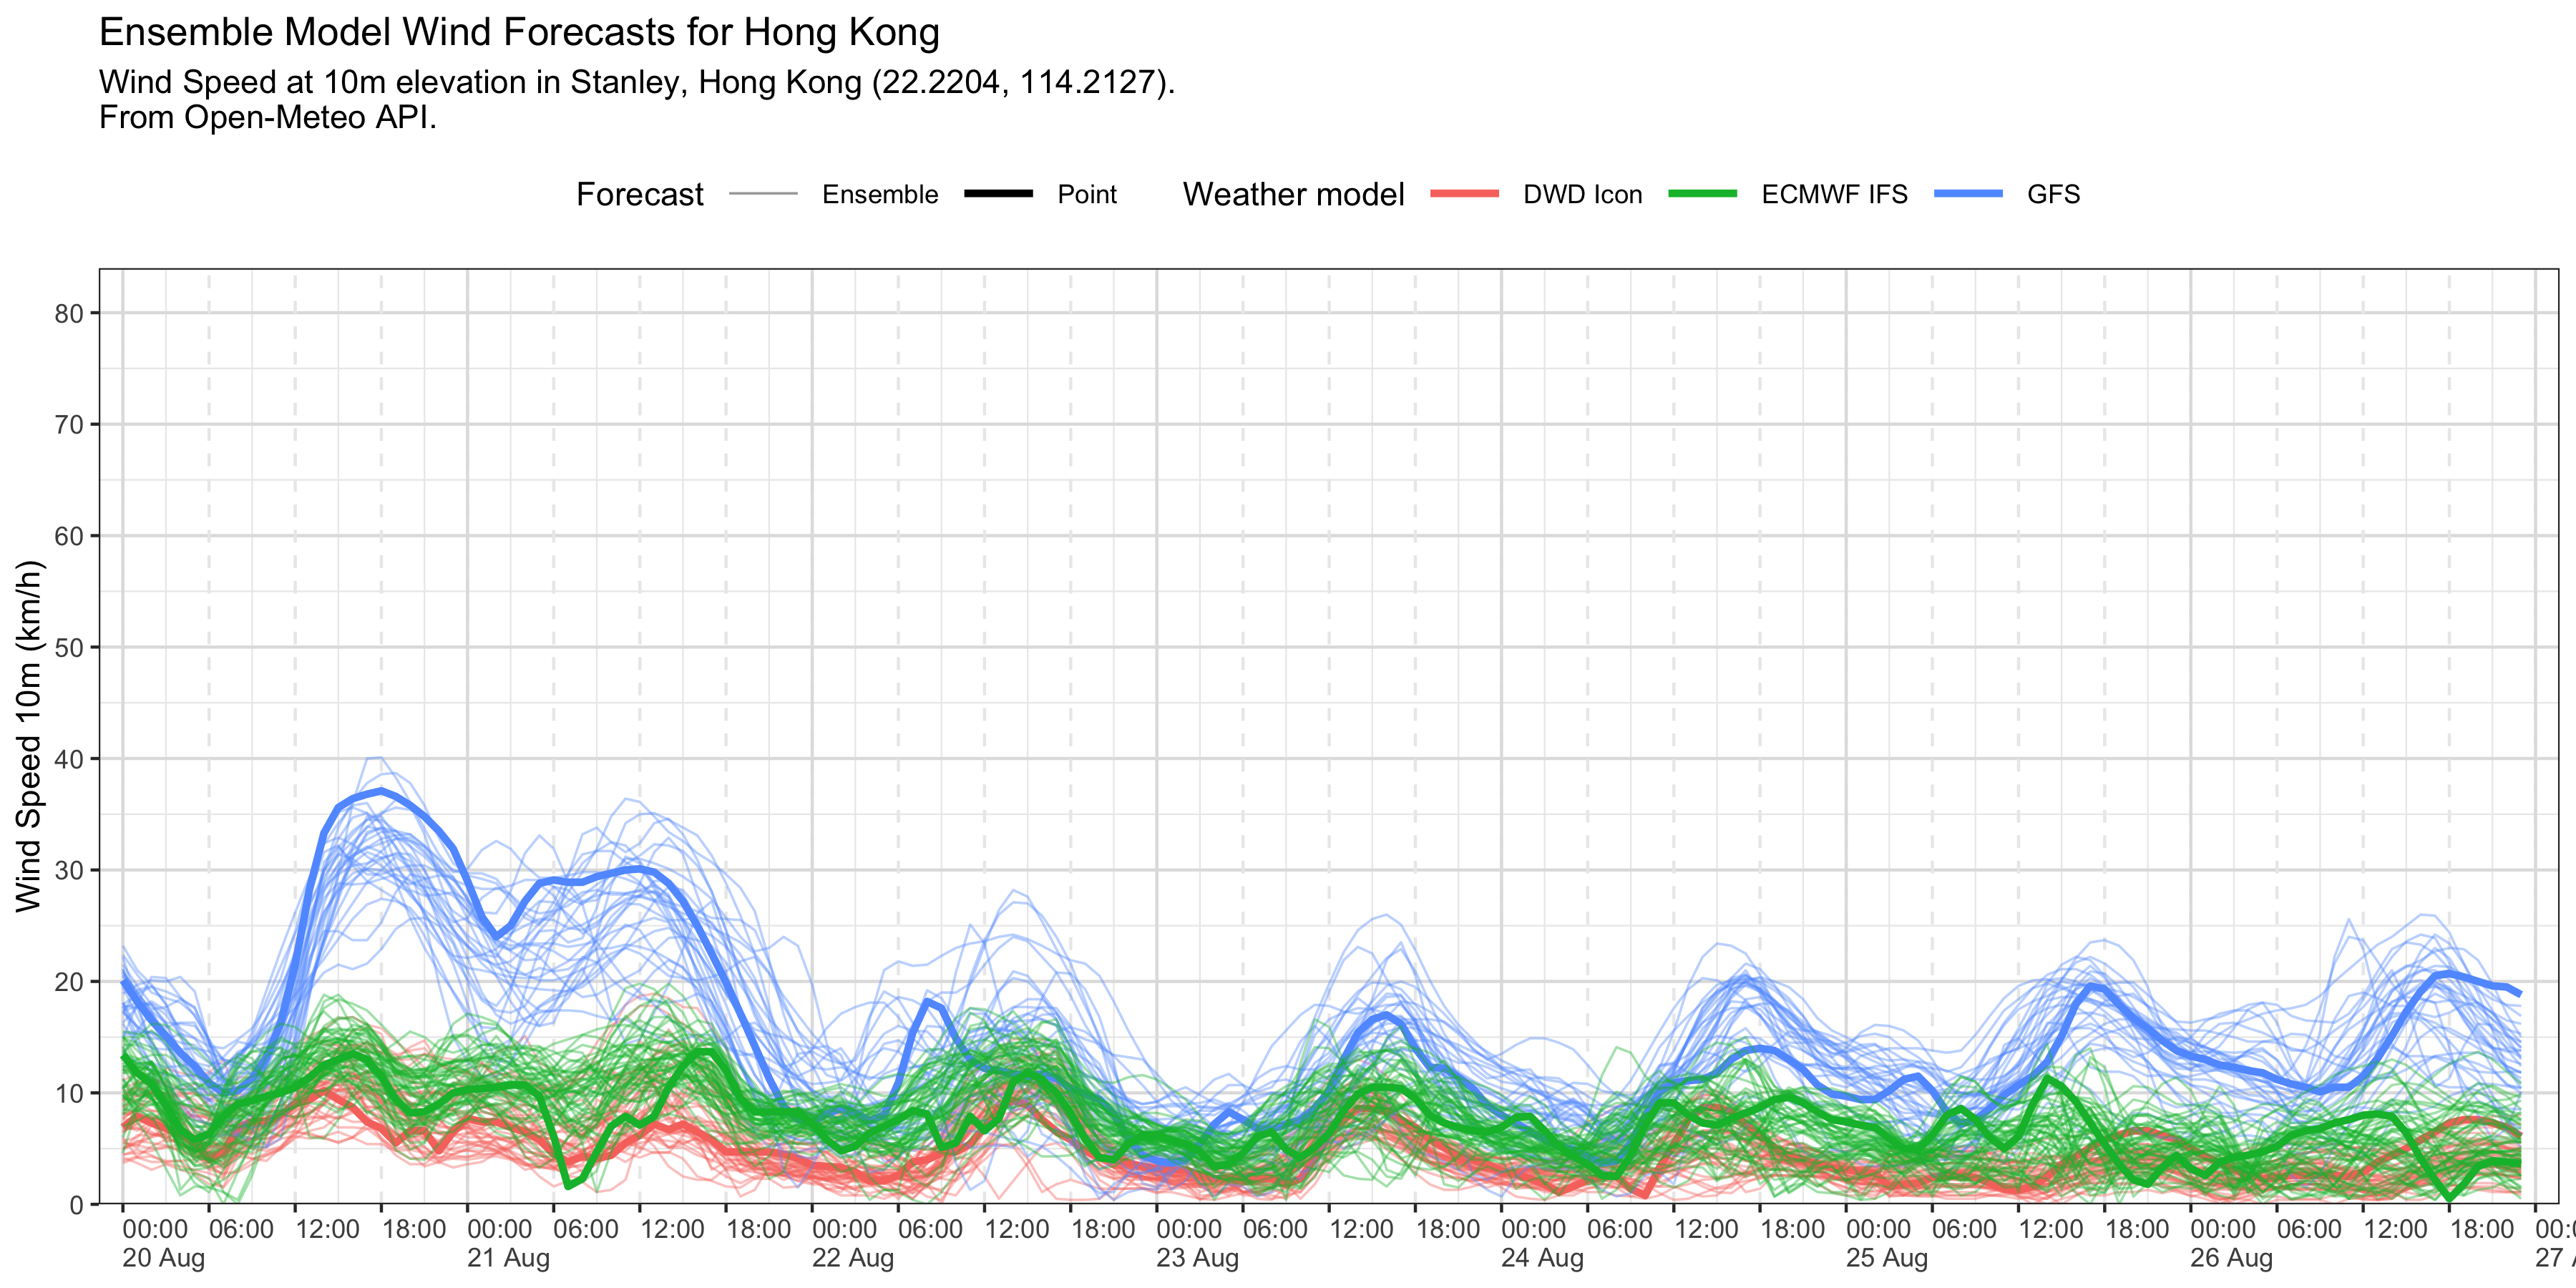 Ensemble Model Wind Forecasts for Hong Kong
Wind Speed at 10m elevation in Stanley, Hong Kong (22.2204, 114.2127).
From Open-Meteo API.
Forecast Ensemble Point Weather model DWD Icon ECMWF IFS GFS
Wind Speed 10m (km/h)
80
70
60
50
40
30
20
10
0
00:00 06:00 12:00 18:00 00:00 06:00 12:00 18:00 00:00 06:00 12:00 18:00 00:00 06:00 12:00 18:00 00:00 06:00 12:00 18:00 00:00 06:00 12:00 18:00 00:00 06:00 12:00 18:00
20 Aug 21 Aug 22 Aug 23 Aug 24 Aug 25 Aug 26 Aug 27